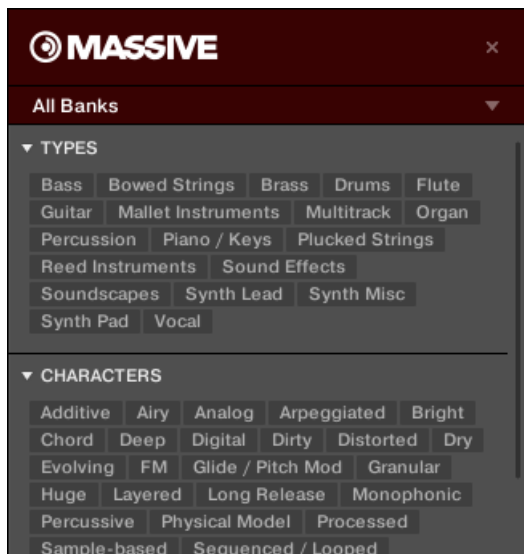 MASSIVE ×
All Banks
TYPES
Bass Bowed Strings Brass Drums Flute
Guitar Mallet Instruments Multitrack Organ
Percussion Piano / Keys Plucked Strings
Reed Instruments Sound Effects
Soundscapes Synth Lead Synth Misc
Synth Pad Vocal
CHARACTERS
Additive Airy Analog Arpeggiated Bright
Chord Deep Digital Dirty Distorted Dry
Evolving FM Glide / Pitch Mod Granular
Huge Layered Long Release Monophonic
Percussive Physical Model Processed
Sample-based Sequenced / Looped